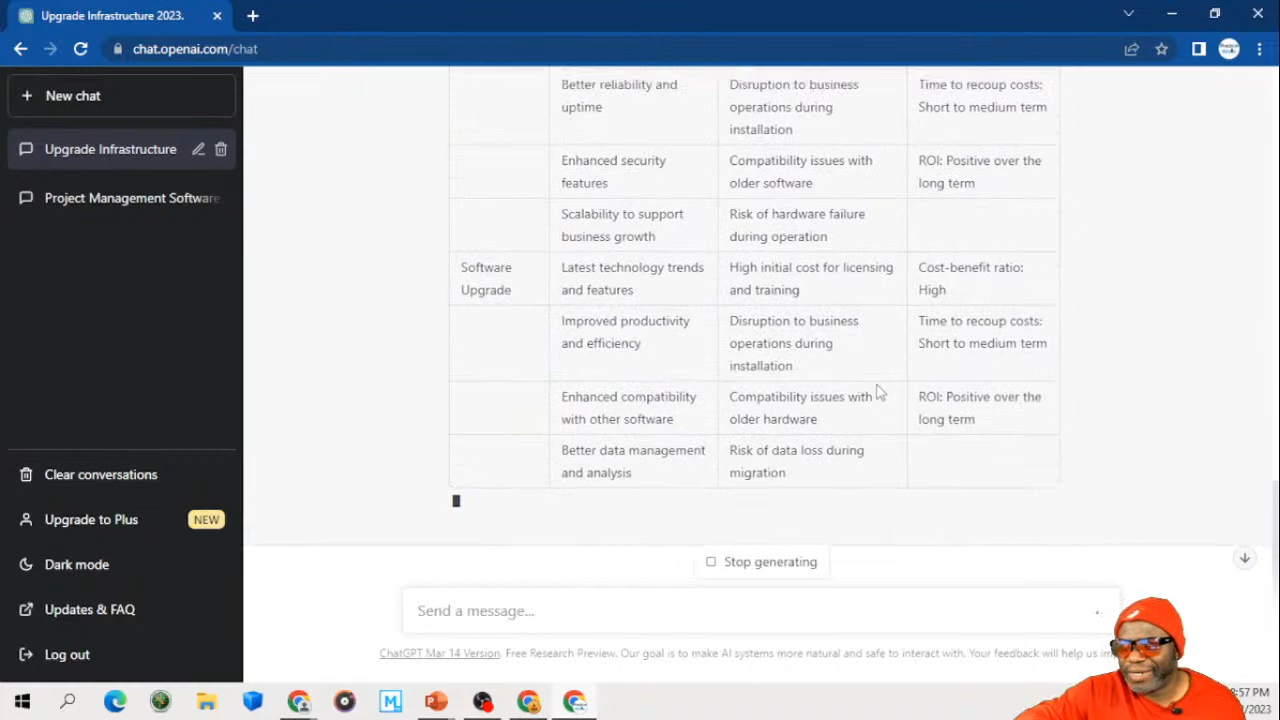 Upgrade Infrastructure 2023.
chat.openai.com/chat
New chat
Upgrade Infrastructure
Project Management Software
Clear conversations
Upgrade to Plus NEW
Dark mode
Updates & FAQ
Log out
Better reliability and uptime
Disruption to business operations during installation
Time to recoup costs: Short to medium term
Enhanced security features
Compatibility issues with older software
ROI: Positive over the long term
Scalability to support business growth
Risk of hardware failure during operation
Software Upgrade
Latest technology trends and features
High initial cost for licensing and training
Cost-benefit ratio: High
Improved productivity and efficiency
Disruption to business operations during installation
Time to recoup costs: Short to medium term
Enhanced compatibility with other software
Compatibility issues with older hardware
ROI: Positive over the long term
Better data management and analysis
Risk of data loss during migration
Stop generating
Send a message...
ChatGPT Mar 14 Version. Free Research Preview. Our goal is to make AI systems more natural and safe to interact with. Your feedback will help us
:57 PM
/2023